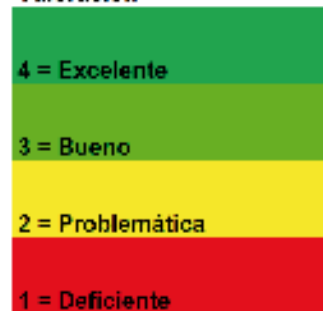 4 = Excelente
3 = Bueno
2 = Problemática
1 = Deficiente